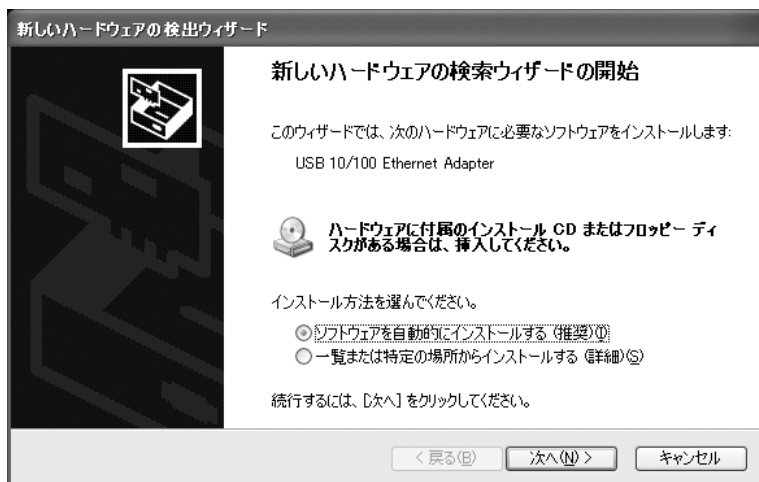 新しいハードウェアの検出ウィザード
新しいハードウェアの検索ウィザードの開始
このウィザードでは、次のハードウェアに必要なソフトウェアをインストールします:
USB 10/100 Ethernet Adapter
ハードウェアに付属のインストール CD またはフロッピー ディ
スクがある場合は、挿入してください。
インストール方法を選んでください。
ソフトウェアを自動的にインストールする (推奨)(I)
一覧または特定の場所からインストールする (詳細)(S)
続行するには、[次へ] をクリックしてください。
< 戻る(B)
次へ(N) >
キャンセル